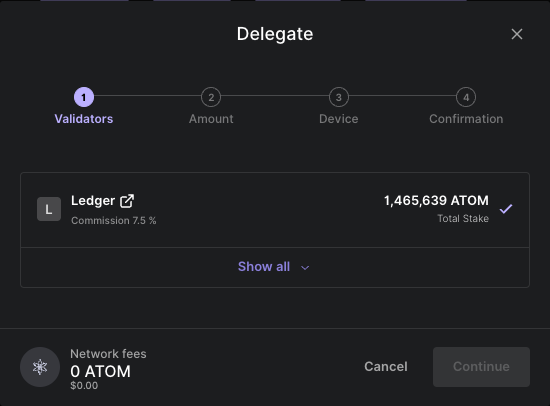 Delegate
1
2
3
4
Validators
Amount
Device
Confirmation
L
Ledger
1,465,639 ATOM
Commission 7.5 %
Total Stake
Show all
Network fees
0 ATOM
$0.00
Cancel
Continue